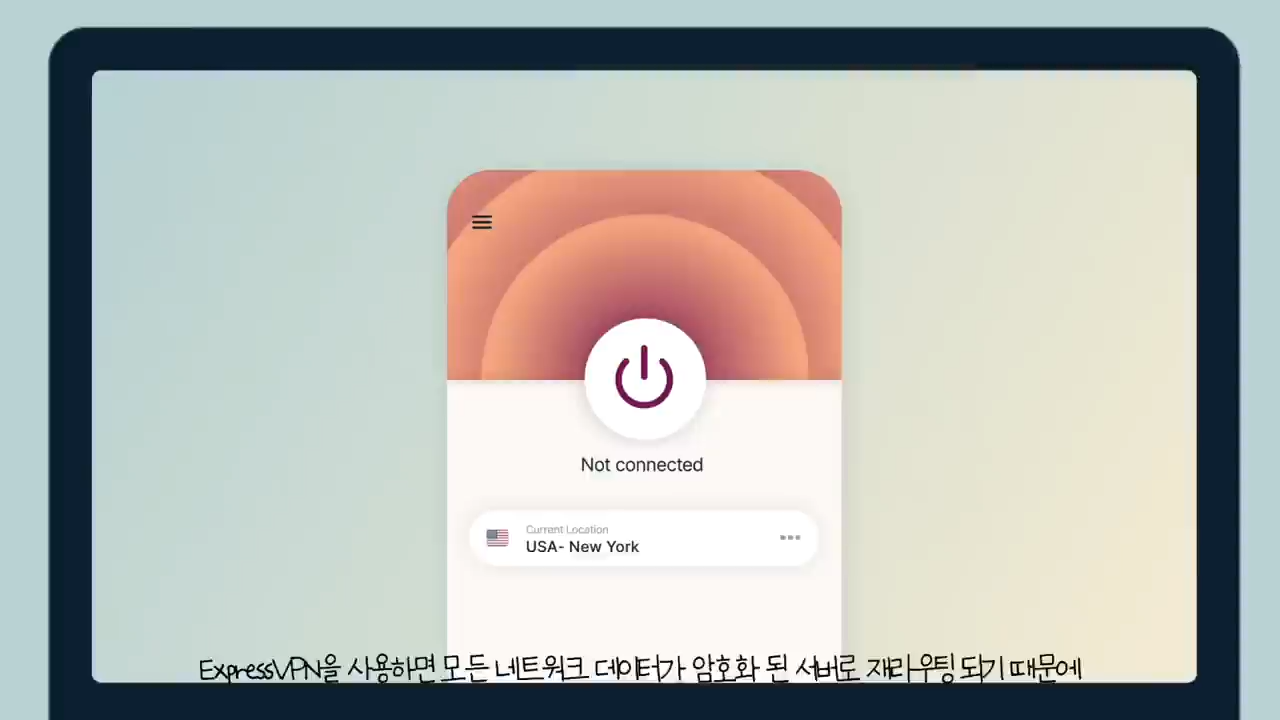 Not connected
Current Location
USA- New York
ExpressVPN을 사용하면 모든 네트워크 데이터가 암호화 된 서버로 재라우팅 되기 때문에